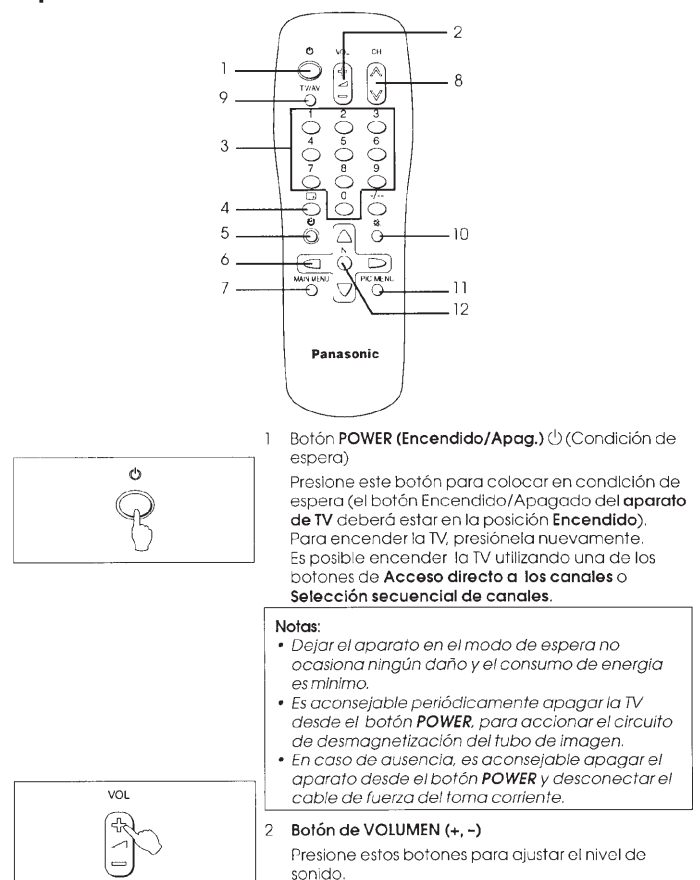 2
⏻ VOL CH
1
8
TV/AV
9
1 2 3
3
4 5 6
7 8 9
0 -/--
4
5
10
N
6
MAIN MENU PIC MENU
7
11
12
Panasonic
1 Botón POWER (Encendido/Apag.) ⏻ (Condición de
espera)
Presione este botón para colocar en condición de
espera (el botón Encendido/Apagado del aparato
de TV deberá estar en la posición Encendido).
Para encender la TV, presiónela nuevamente.
Es posible encender la TV utilizando una de los
botones de Acceso directo a los canales o
Selección secuencial de canales.
Notas:
• Dejar el aparato en el modo de espera no
ocasiona ningún daño y el consumo de energia
es mínimo.
• Es aconsejable periódicamente apagar la TV
desde el botón POWER, para accionar el circuito
de desmagnetización del tubo de imagen.
• En caso de ausencia, es aconsejable apagar el
aparato desde el botón POWER y desconectar el
cable de fuerza del toma corriente.
VOL
2 Botón de VOLUMEN (+, –)
Presione estos botones para ajustar el nivel de
sonido.